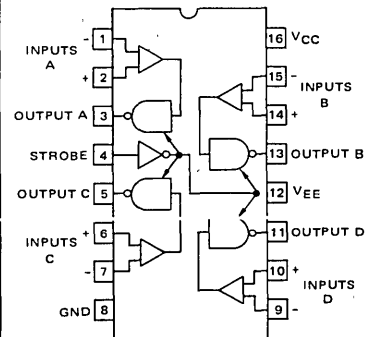 - 1
INPUTS
A
+ 2
OUTPUT A 3
STROBE 4
OUTPUT C 5
+ 6
INPUTS
C
- 7
GND 8
16 VCC
15 -
INPUTS
B
14 +
13 OUTPUT B
12 VEE
11 OUTPUT D
10 +
INPUTS
D
9 -